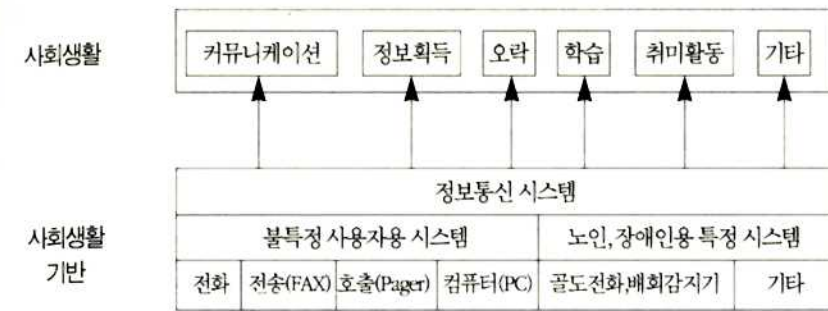 사회생활
커뮤니케이션 정보획득 오락 학습 취미활동 기타
정보통신 시스템
사회생활
기반
불특정 사용자용 시스템 노인,장애인용 특정 시스템
전화 전송(FAX) 호출(Pager) 컴퓨터(PC) 골도전화,배회감지기 기타